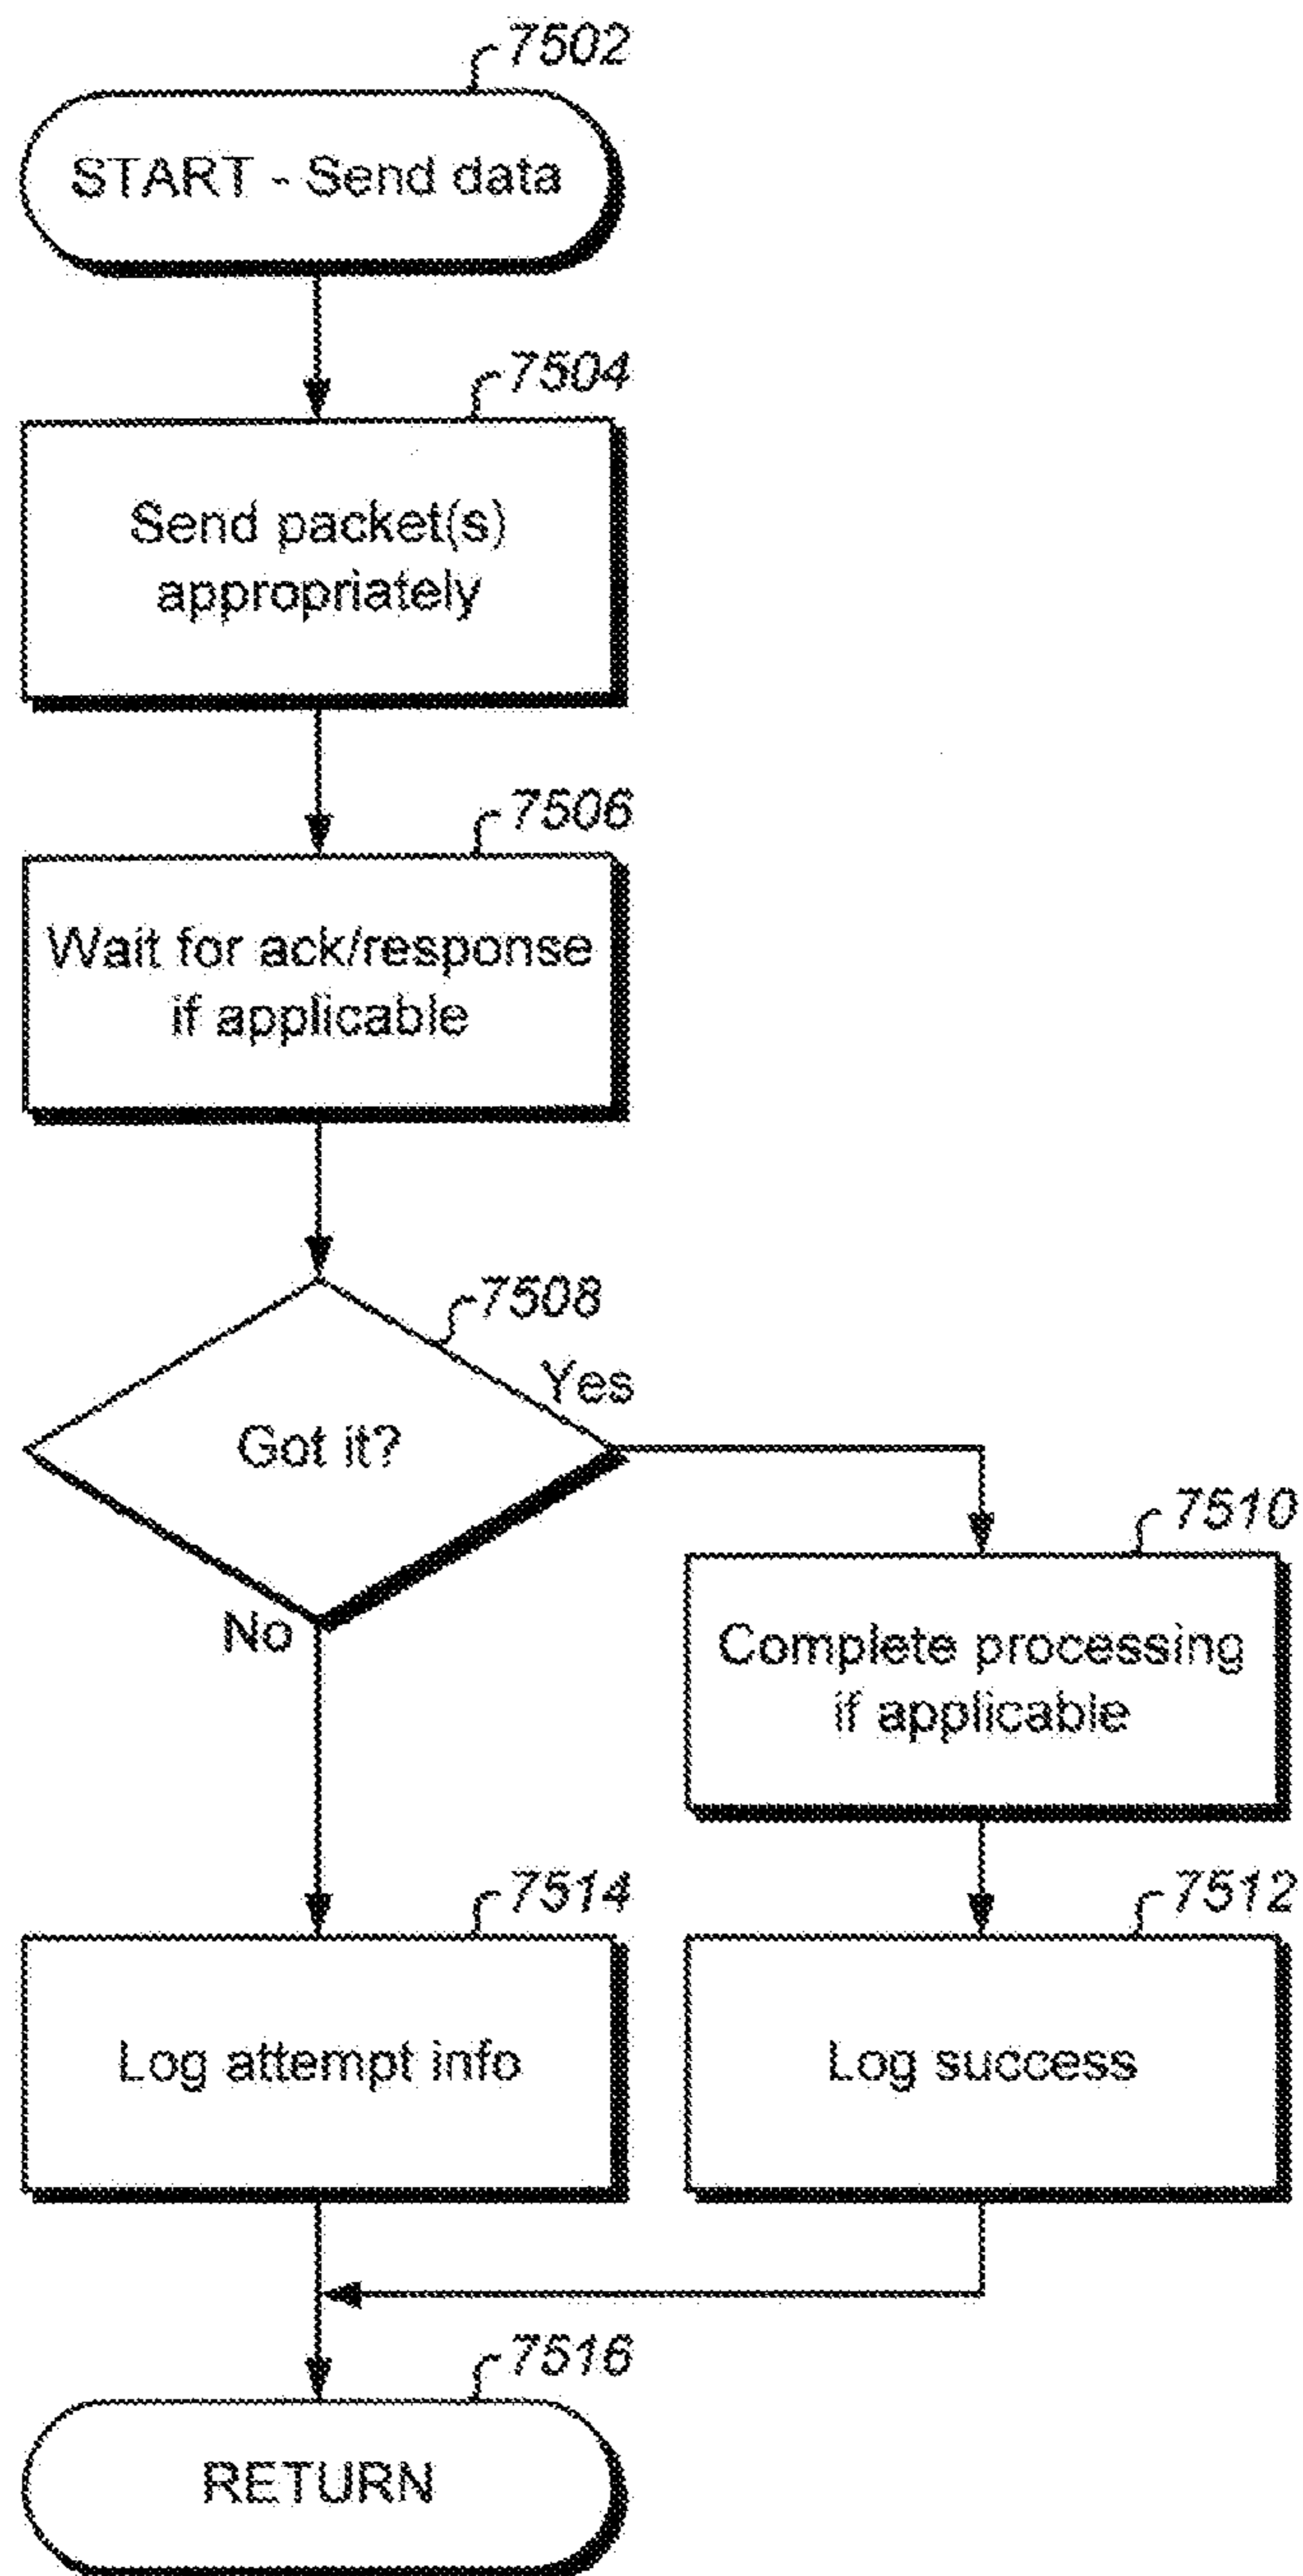 7502
START - Send data
7504
Send packet(s)
appropriately
7506
Wait for ack/response
if applicable
7508
Yes
Got it?
No
7510
Complete processing
if applicable
7514
Log attempt info
7512
Log success
7516
RETURN